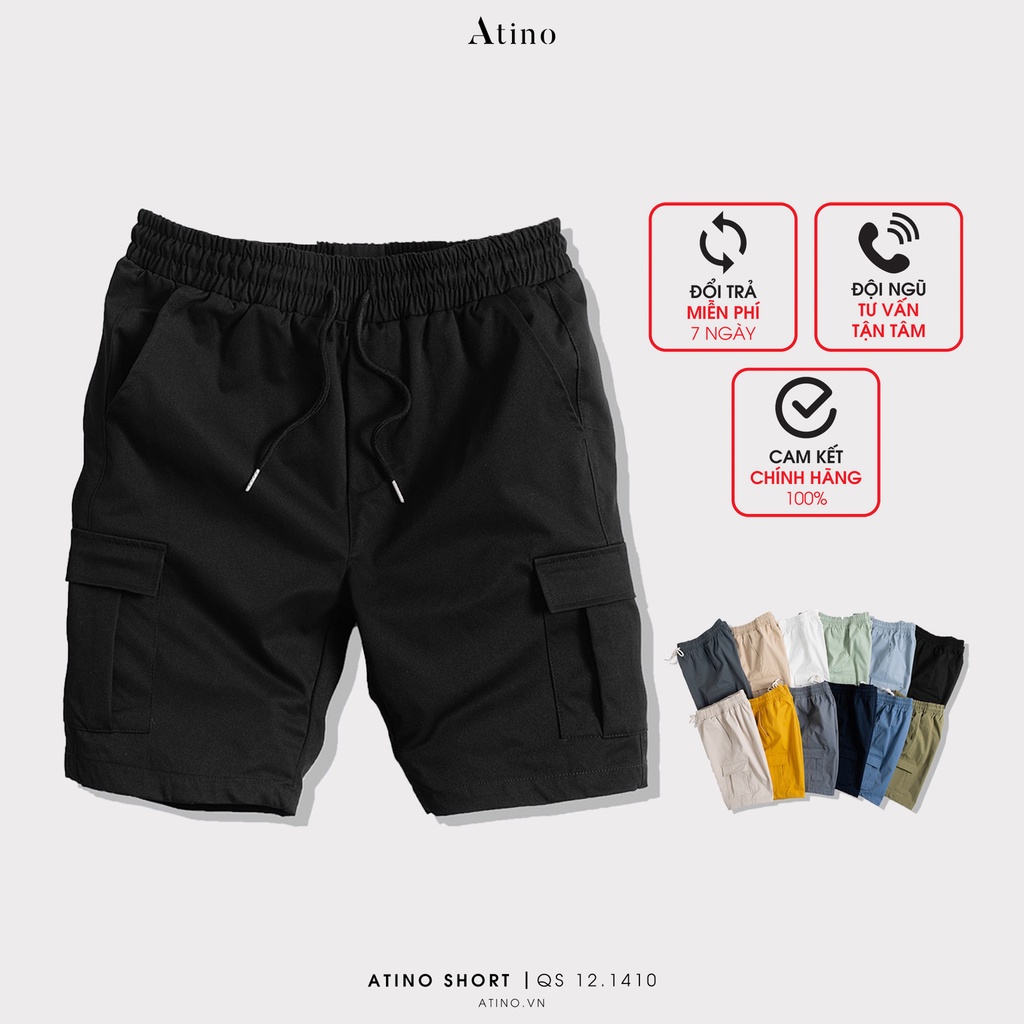 Atino
ĐỔI TRẢ
MIỄN PHÍ
7 NGÀY
ĐỘI NGŨ
TƯ VẤN
TẬN TÂM
CAM KẾT
CHÍNH HÃNG
100%
ATINO SHORT | QS 12.1410
ATINO.VN